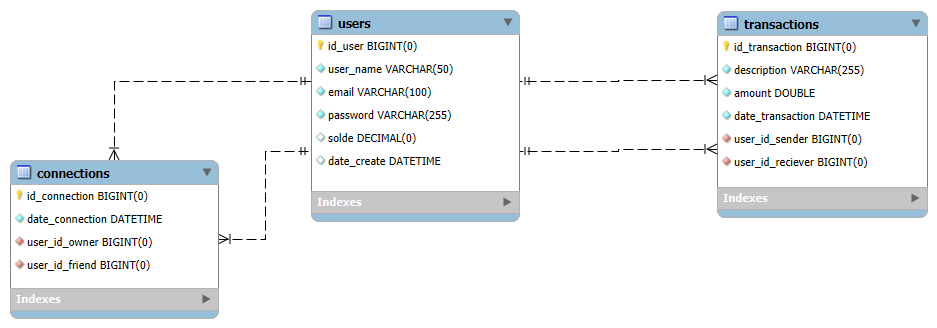 users
id_user BIGINT(0)
user_name VARCHAR(50)
email VARCHAR(100)
password VARCHAR(255)
solde DECIMAL(0)
date_create DATETIME
Indexes
transactions
id_transaction BIGINT(0)
description VARCHAR(255)
amount DOUBLE
date_transaction DATETIME
user_id_sender BIGINT(0)
user_id_reciever BIGINT(0)
Indexes
connections
id_connection BIGINT(0)
date_connection DATETIME
user_id_owner BIGINT(0)
user_id_friend BIGINT(0)
Indexes